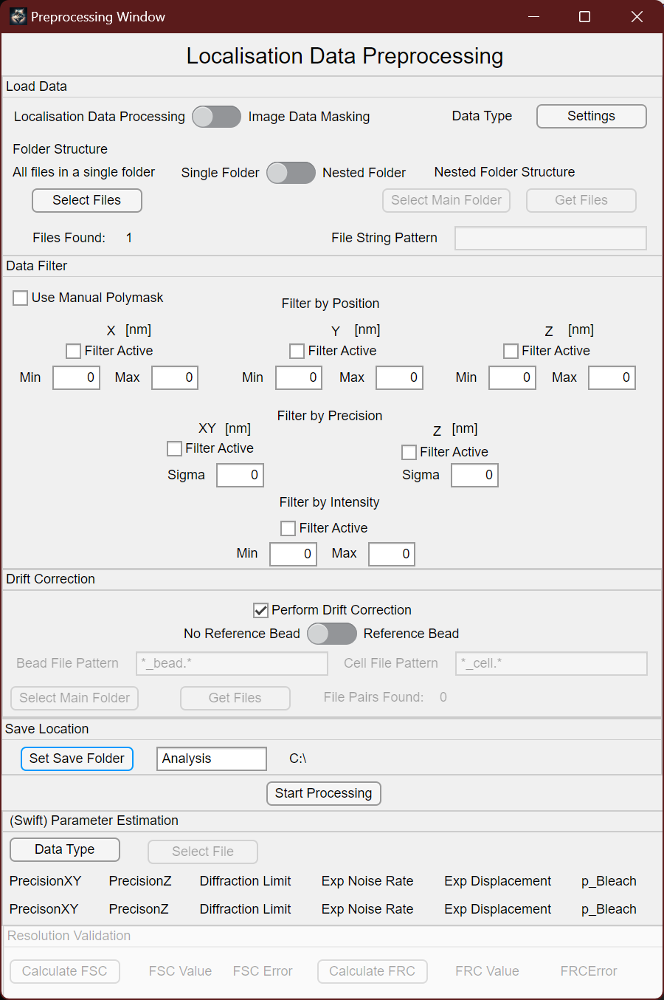 Preprocessing Window
Localisation Data Preprocessing
Load Data
Localisation Data Processing Image Data Masking Data Type Settings
Folder Structure
All files in a single folder Single Folder Nested Folder Nested Folder Structure
Select Files Select Main Folder Get Files
Files Found: 1 File String Pattern
Data Filter
Use Manual Polymask
Filter by Position
X [nm] Y [nm] Z [nm]
Filter Active Filter Active Filter Active
Min 0 Max 0 Min 0 Max 0 Min 0 Max 0
Filter by Precision
XY [nm] Z [nm]
Filter Active Filter Active
Sigma 0 Sigma 0
Filter by Intensity
Filter Active
Min 0 Max 0
Drift Correction
Perform Drift Correction
No Reference Bead Reference Bead
Bead File Pattern *_bead.* Cell File Pattern *_cell.*
Select Main Folder Get Files File Pairs Found: 0
Save Location
Set Save Folder Analysis C:\
Start Processing
(Swift) Parameter Estimation
Data Type Select File
PrecisionXY PrecisionZ Diffraction Limit Exp Noise Rate Exp Displacement p_Bleach
PrecisonXY PrecisonZ Diffraction Limit Exp Noise Rate Exp Displacement p_Bleach
Resolution Validation
Calculate FSC FSC Value FSC Error Calculate FRC FRC Value FRCError